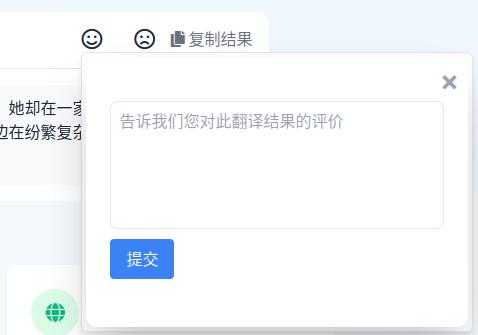 复制结果
她却在一家
边在纷繁复杂
告诉我们您对此翻译结果的评价
提交